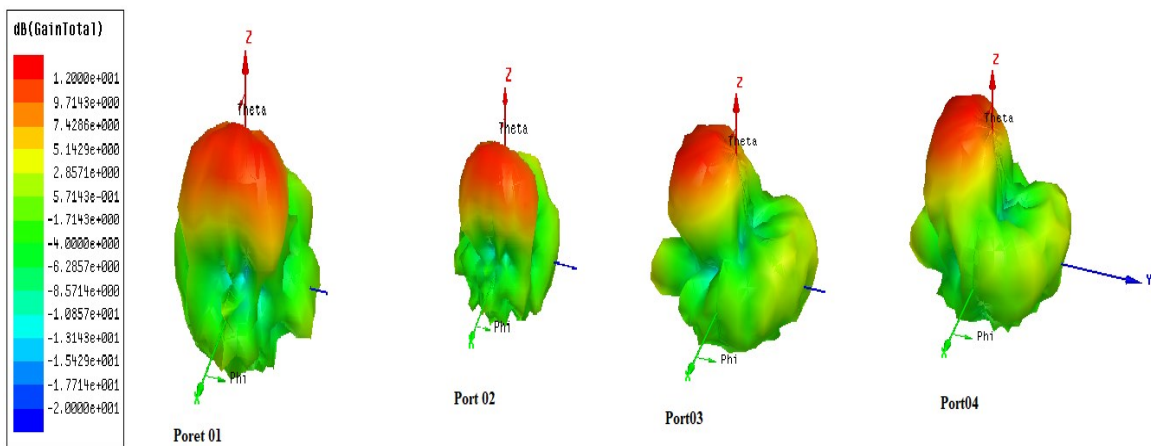 dB(GainTotal)
1.2000e+001
9.7143e+000
7.4286e+000
5.1429e+000
2.8571e+000
5.7143e-001
-1.7143e+000
-4.0000e+000
-6.2857e+000
-8.5714e+000
-1.0857e+001
-1.3143e+001
-1.5429e+001
-1.7714e+001
-2.0000e+001
Z
Theta
Phi
X
Poret 01
Z
Theta
Phi
X
Port 02
Z
Theta
Phi
X
Port03
Z
Theta
Y
Phi
X
Port04